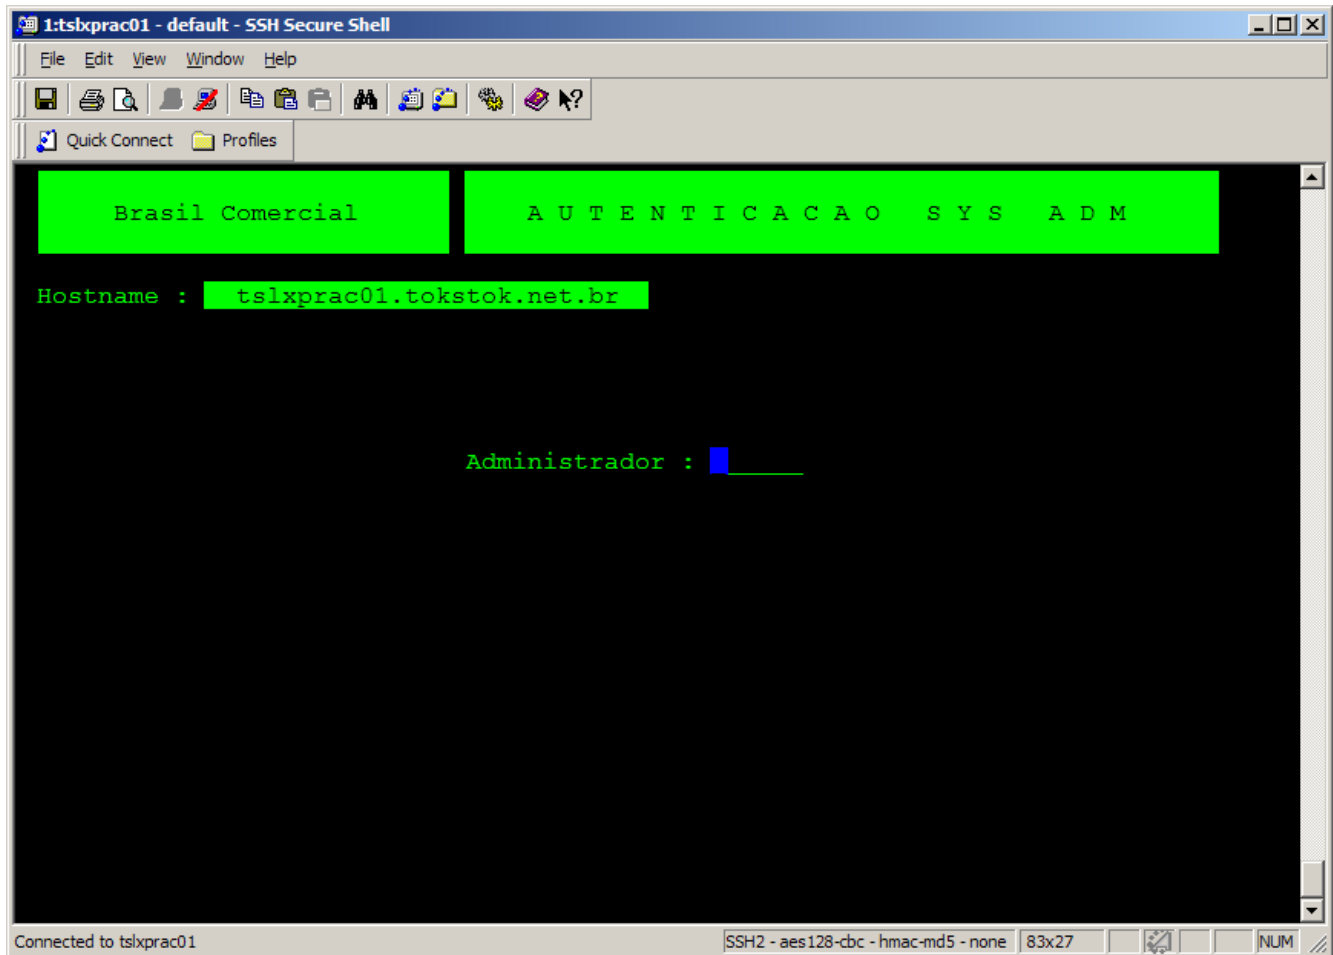 1:tslxprac01 - default - SSH Secure Shell
File Edit View Window Help
Quick Connect Profiles
Brasil Comercial A U T E N T I C A C A O S Y S A D M
Hostname : tslxprac01.tokstok.net.br
Administrador : _____
Connected to tslxprac01 SSH2 - aes128-cbc - hmac-md5 - none 83x27 NUM